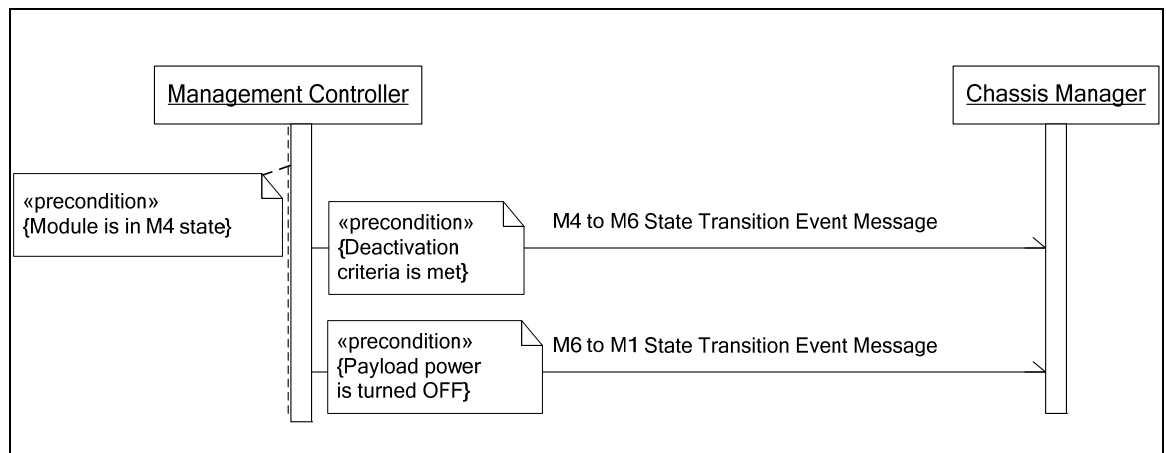 Management Controller
Chassis Manager
«precondition»
{Module is in M4 state}
«precondition»
{Deactivation
criteria is met}
M4 to M6 State Transition Event Message
«precondition»
{Payload power
is turned OFF}
M6 to M1 State Transition Event Message